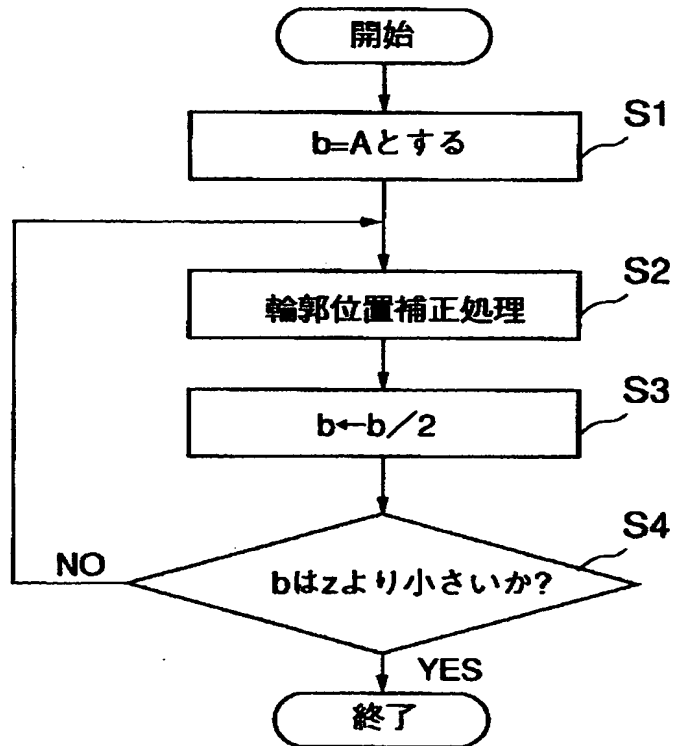 開始
b=Aとする
S1
輪郭位置補正処理
S2
b←b／2
S3
bはzより小さいか?
S4
NO
YES
終了